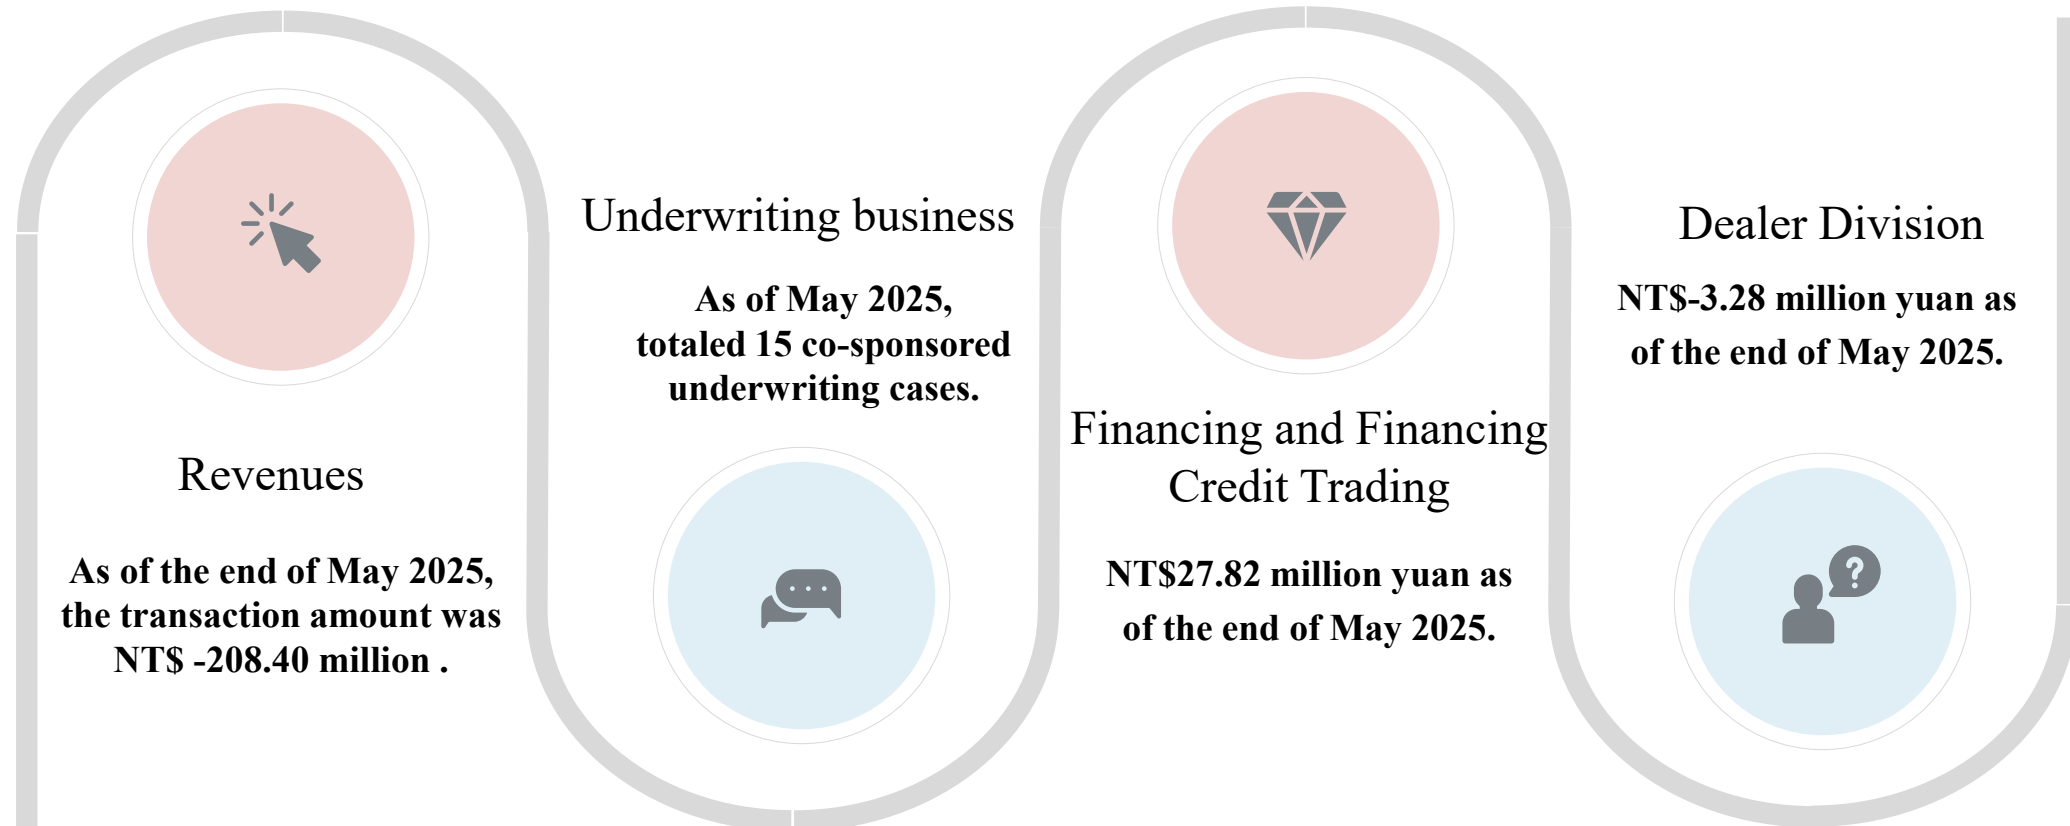 Revenues
As of the end of May 2025,
the transaction amount was
NT$ -208.40 million .
Underwriting business
As of May 2025,
totaled 15 co-sponsored
underwriting cases.
Financing and Financing
Credit Trading
NT$27.82 million yuan as
of the end of May 2025.
Dealer Division
NT$-3.28 million yuan as
of the end of May 2025.
?